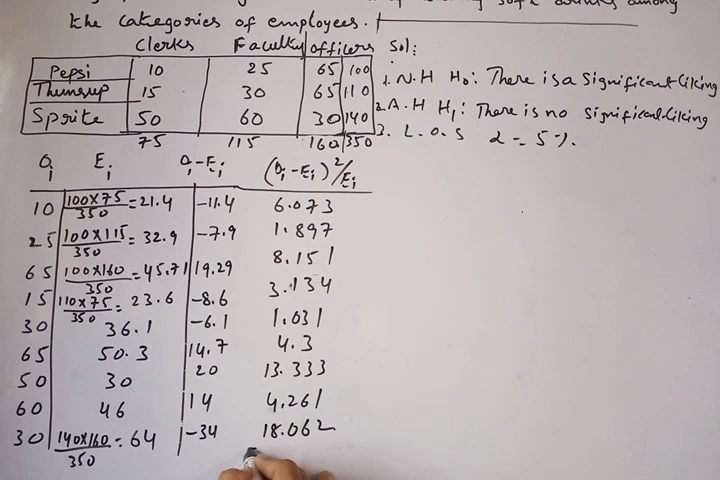 the categories of employees.
Clerks Faculty officers Sol:
Pepsi 10 25 65 100
Thumsup 15 30 65 110
Sprite 50 60 30 140
75 115 160 350
1. N.H H₀: There is a significant liking
2. A.H H₁: There is no significant liking
3. L.O.S α = 5%.
Oᵢ Eᵢ Oᵢ-Eᵢ (Oᵢ-Eᵢ)²/Eᵢ
10 100×75/350 = 21.4 -11.4 6.073
25 100×115/350 = 32.9 -7.9 1.897
65 100×160/350 = 45.71 19.29 8.151
15 110×75/350 = 23.6 -8.6 3.134
30 36.1 -6.1 1.031
65 50.3 14.7 4.3
50 30 20 13.333
60 46 14 4.261
30 140×160/350 = 64 -34 18.062